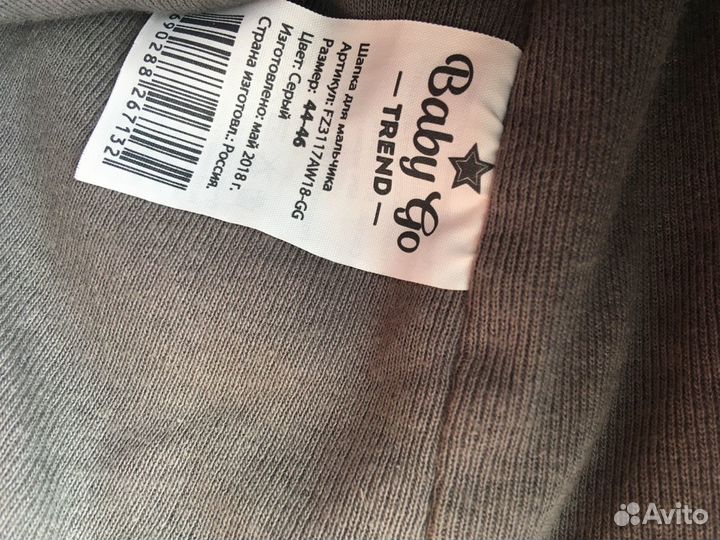 Baby Go
— TREND —
Шапка для мальчика
Артикул: FZ3117AW18-GG
Размер: 44-46
Цвет: Серый
Изготовлено: май 2018 г.
Страна изготовл.: Россия.
690288267132
Avito